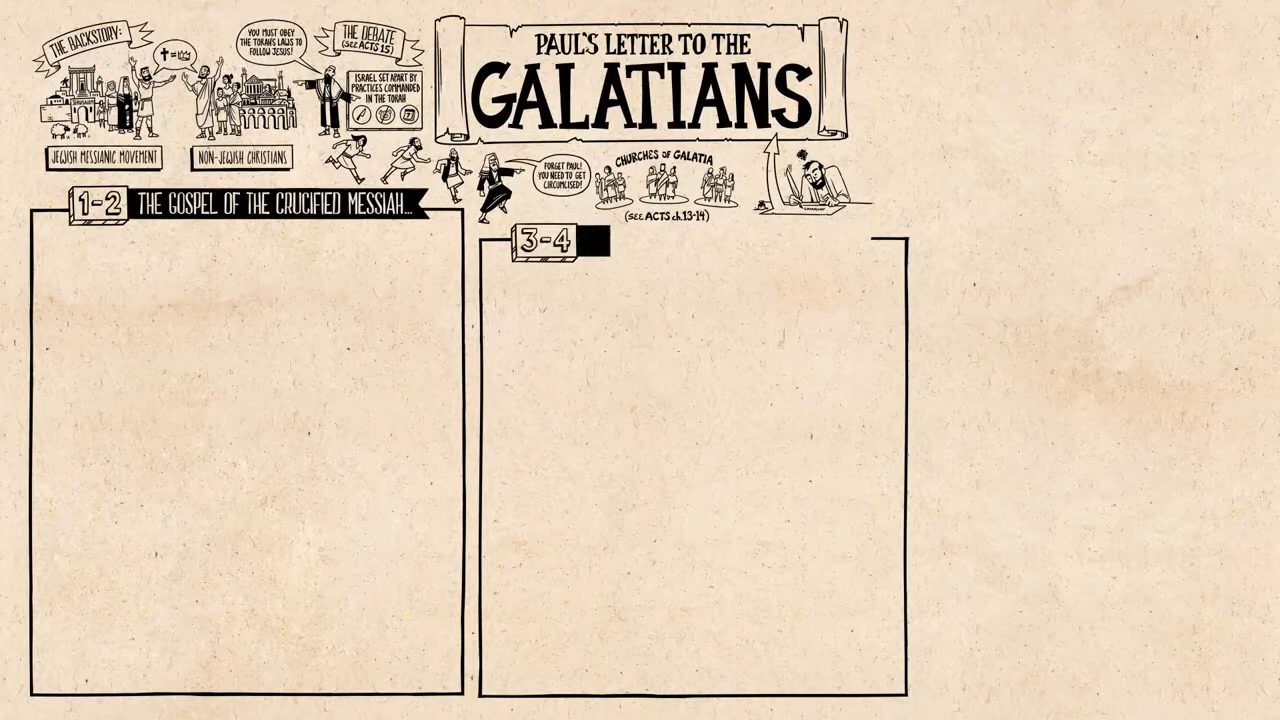 THE BACKSTORY:
YOU MUST OBEY
THE TORAH'S LAWS TO
FOLLOW JESUS!
THE DEBATE
(SEE ACTS 15)
JERUSALEM
ISRAEL SET APART BY
PRACTICES COMMANDED
IN THE TORAH
JEWISH MESSIANIC MOVEMENT
NON-JEWISH CHRISTIANS
PAUL'S LETTER TO THE
GALATIANS
FORGET PAUL!
YOU NEED TO GET
CIRCUMCISED!
CHURCHES OF GALATIA
(SEE ACTS ch.13-14)
1-2 THE GOSPEL OF THE CRUCIFIED MESSIAH...
3-4